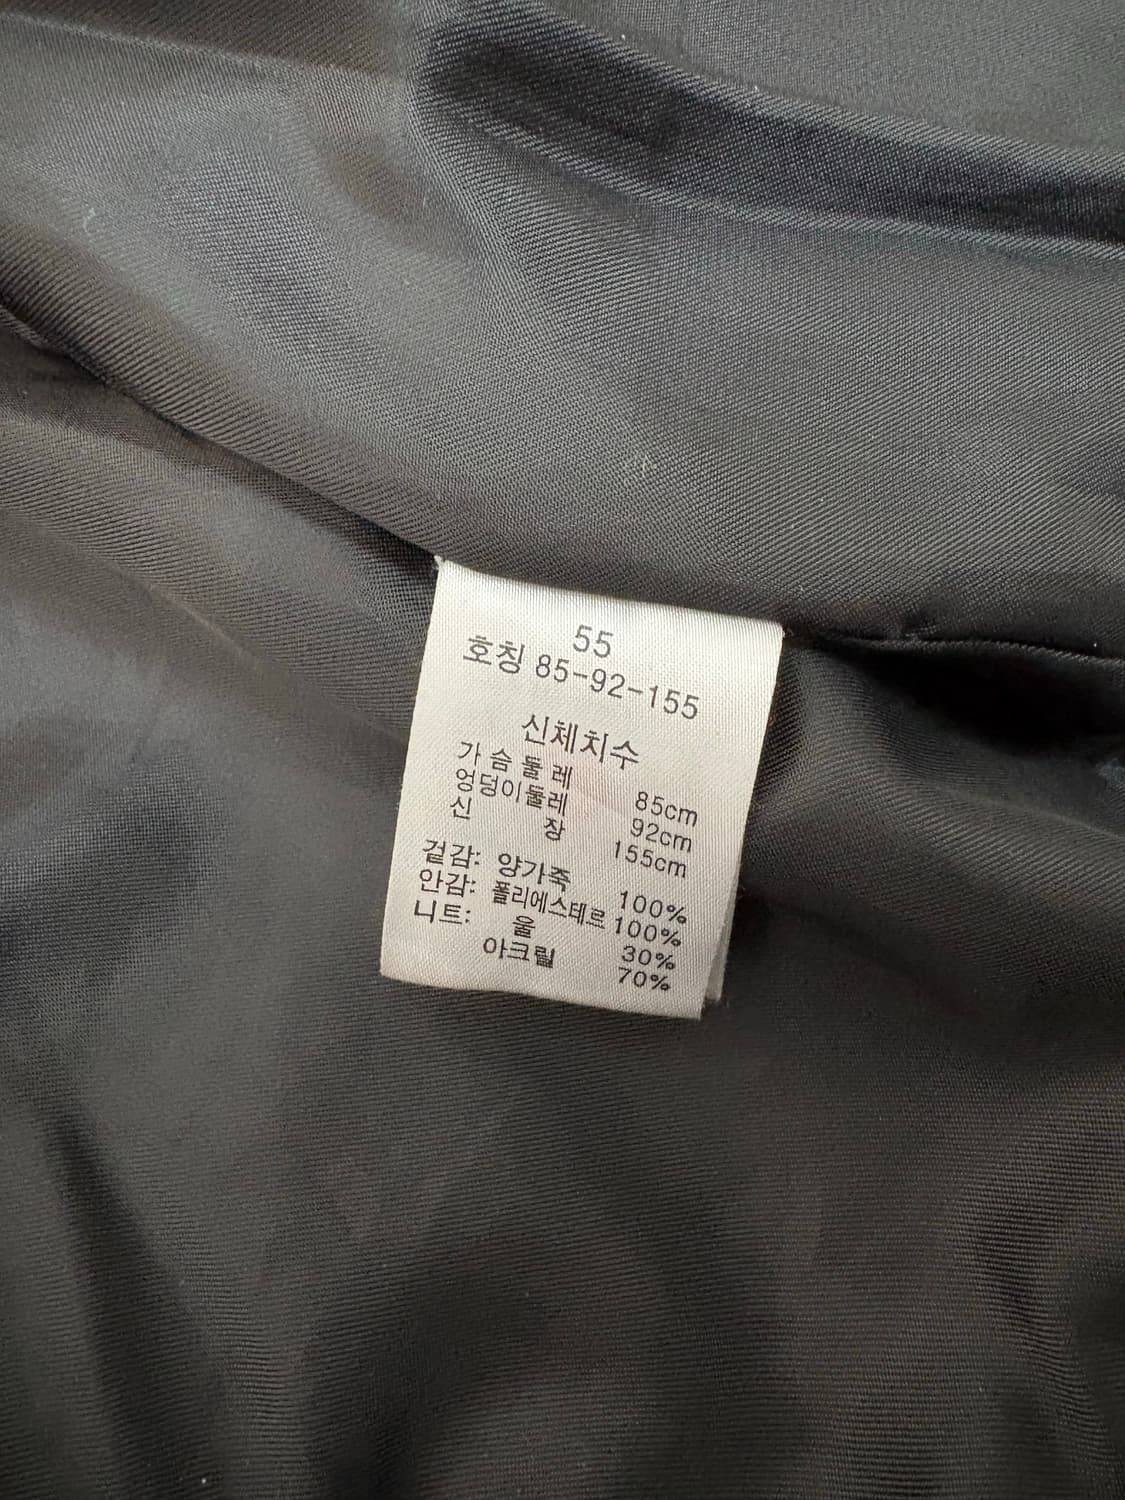 55
호칭 85-92-155
신체치수
가슴둘레 85cm
엉덩이둘레 92cm
신 장 155cm
겉감: 양가죽 100%
안감: 폴리에스테르 100%
니트: 울 30%
아크릴 70%